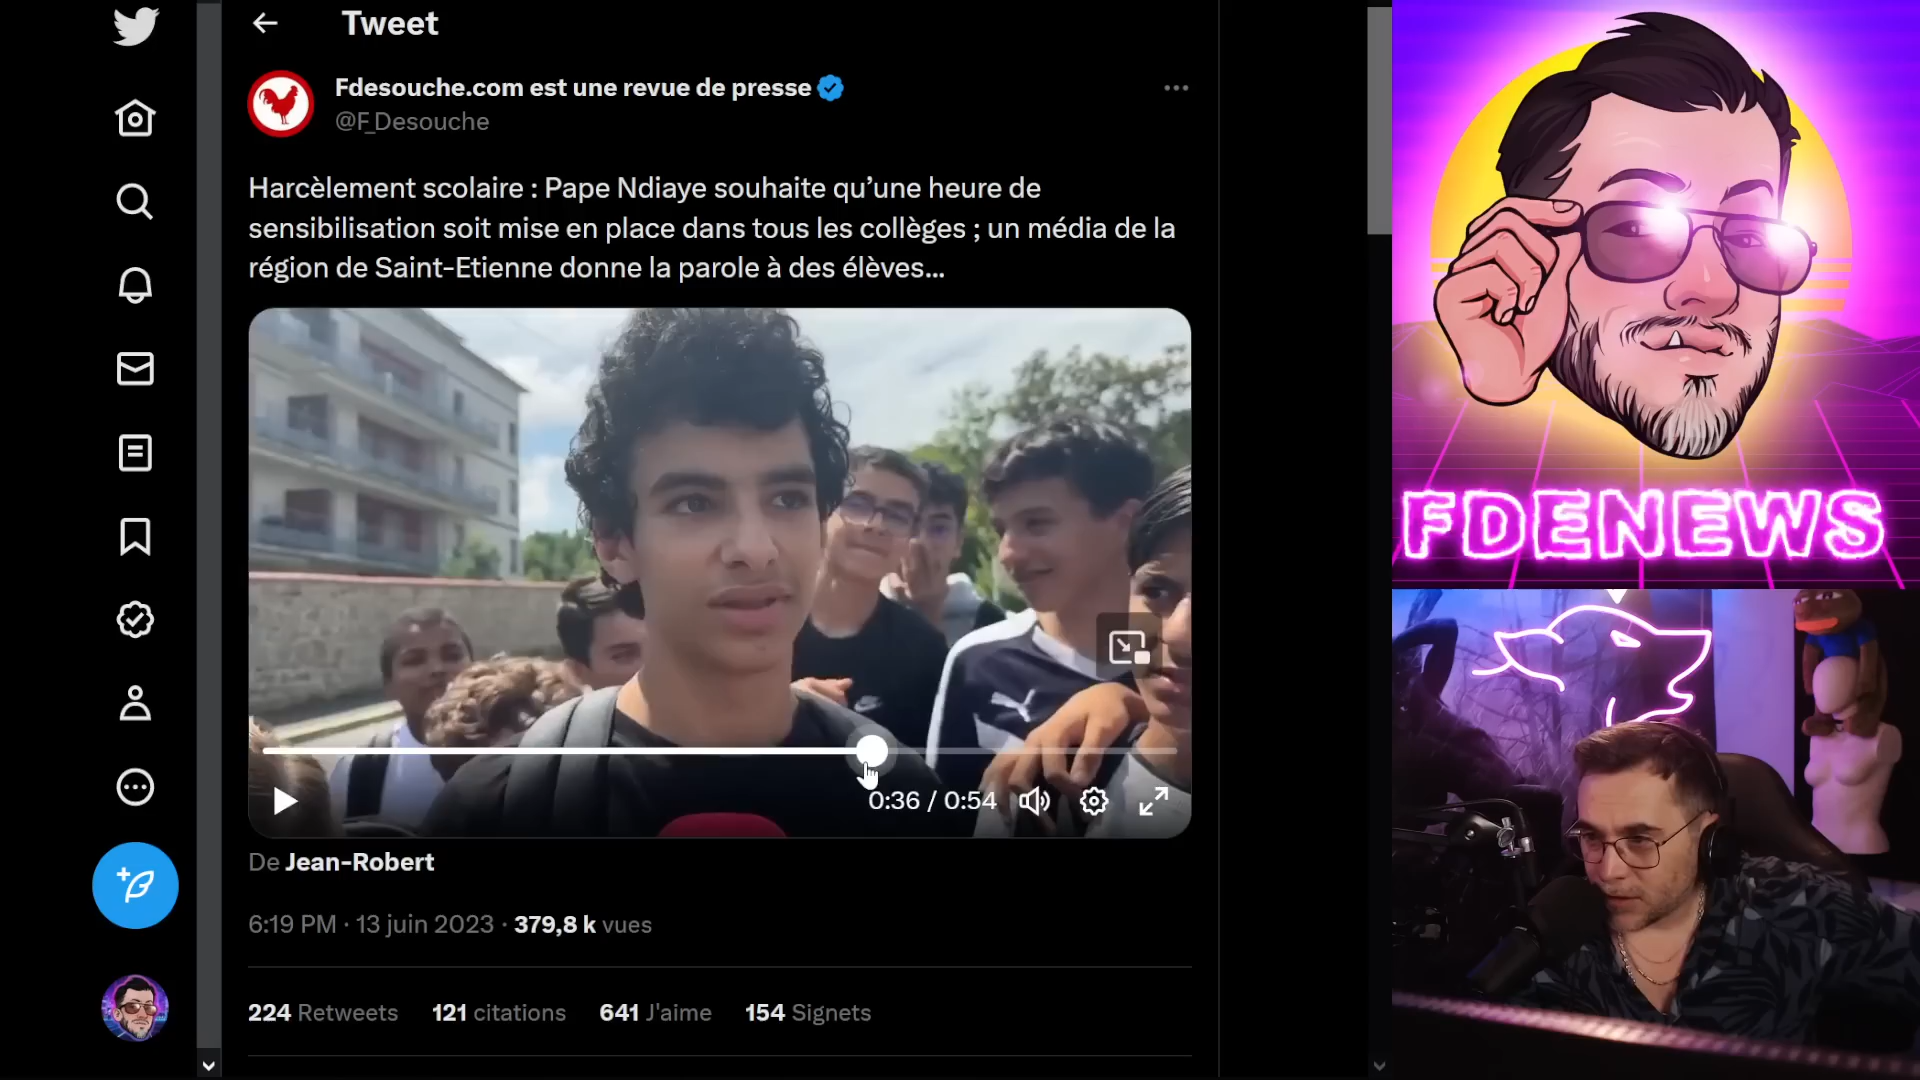 Tweet
Fdesouche.com est une revue de presse
@F_Desouche
Harcèlement scolaire : Pape Ndiaye souhaite qu’une heure de
sensibilisation soit mise en place dans tous les collèges ; un média de la
région de Saint-Etienne donne la parole à des élèves...
0:36 / 0:54
De Jean-Robert
6:19 PM · 13 juin 2023 · 379,8 k vues
224 Retweets 121 citations 641 J'aime 154 Signets
FDENEWS